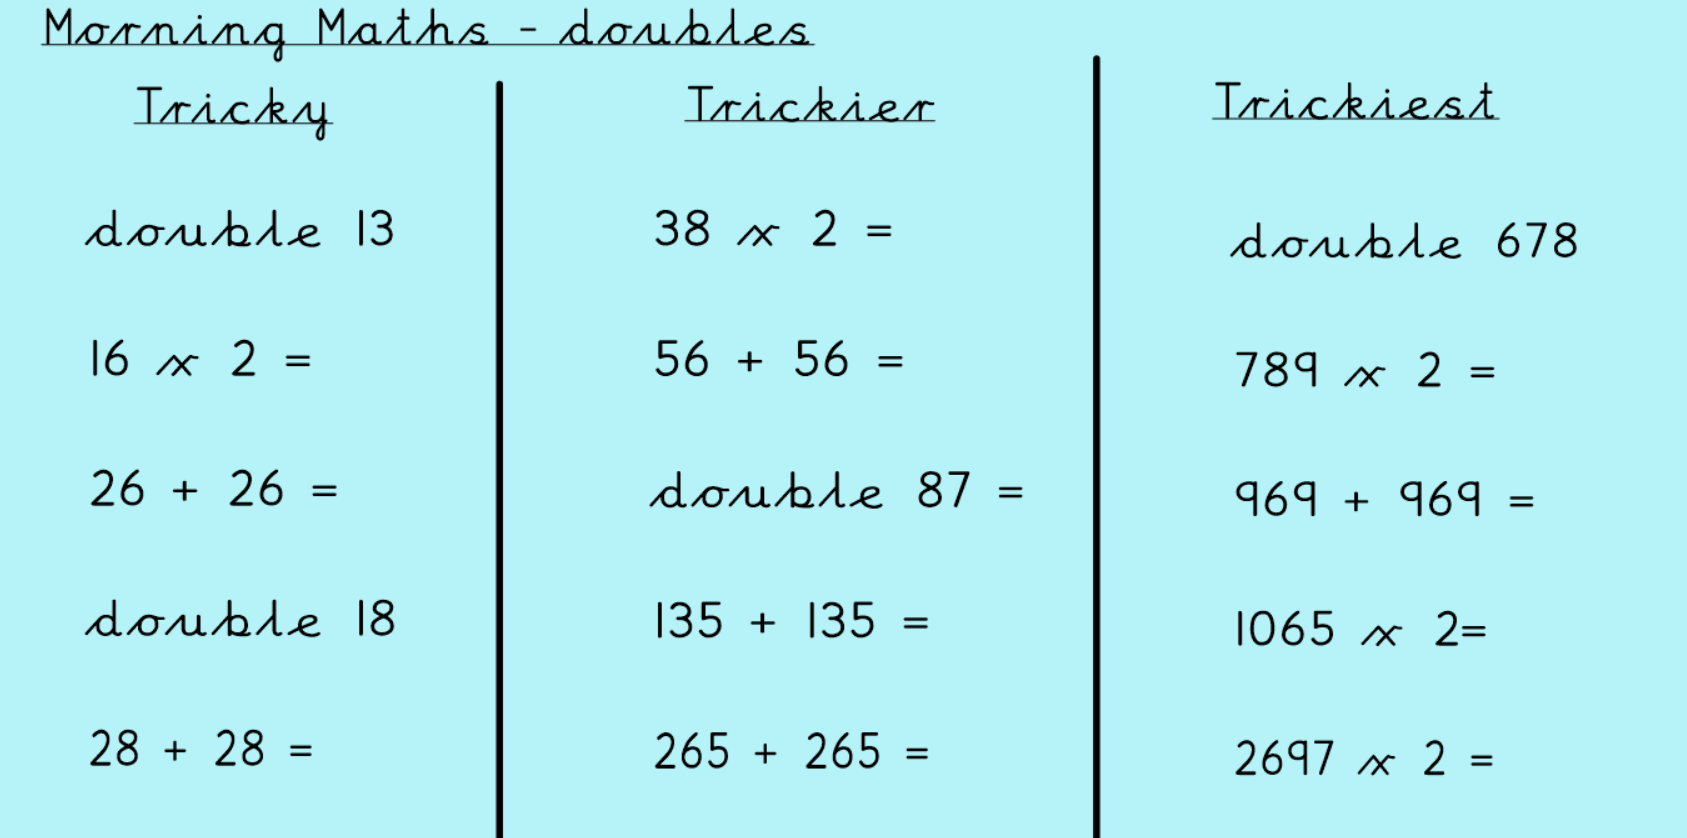 Morning Maths - doubles
Tricky
double 13
16 x 2 =
26 + 26 =
double 18
28 + 28 =
Trickier
38 x 2 =
56 + 56 =
double 87 =
135 + 135 =
265 + 265 =
Trickiest
double 678
789 x 2 =
969 + 969 =
1065 x 2=
2697 x 2 =